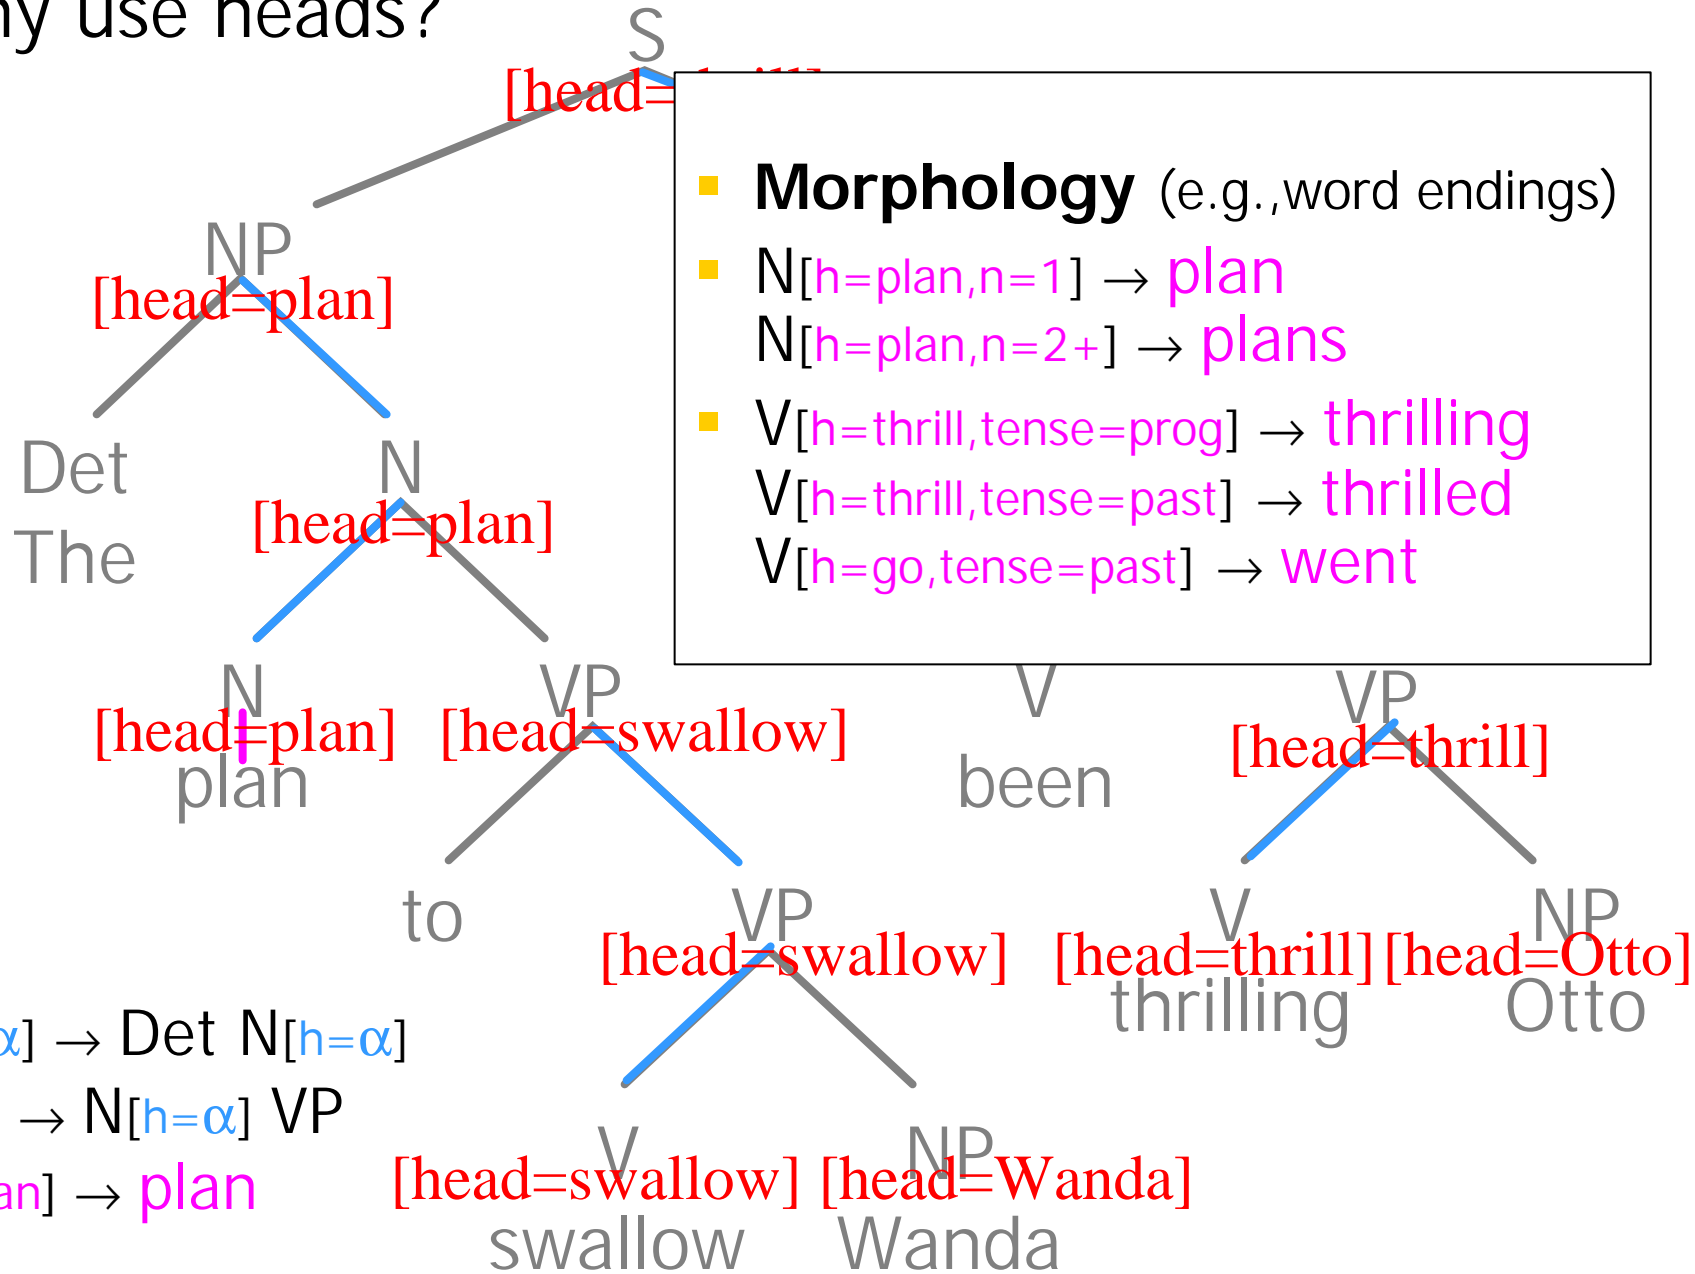 use heads?
S
[head=
Morphology (e.g.,word endings)
NP
[head=plan]
N[h=plan,n=1] → plan
N[h=plan,n=2+] → plans
V[h=thrill,tense=prog] → thrilling
Det N
V[h=thrill,tense=past] → thrilled
[head=plan]
The
V[h=go,tense=past] → went
N VP V VP
[head=plan] [head=swallow] [head=thrill]
plan been
to VP V NP
[head=swallow] [head=thrill] [head=Otto]
thrilling Otto
α] → Det N[h=α]
→ N[h=α] VP
V NP
[head=swallow] [head=Wanda]
an] → plan
swallow Wanda